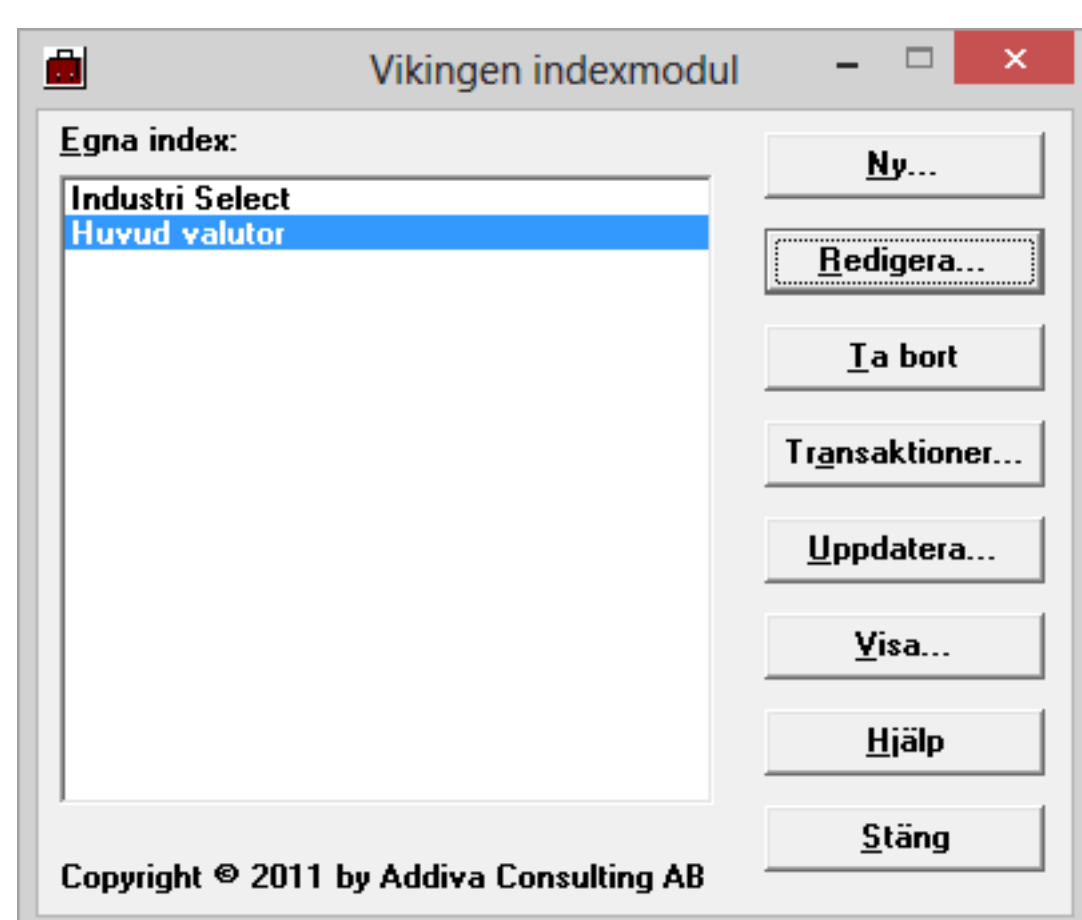 Vikingen indexmodul
Egna index:
Industri Select
Huvud valutor
Ny...
Redigera...
Ta bort
Transaktioner...
Uppdatera...
Visa...
Hjälp
Stäng
Copyright © 2011 by Addiva Consulting AB